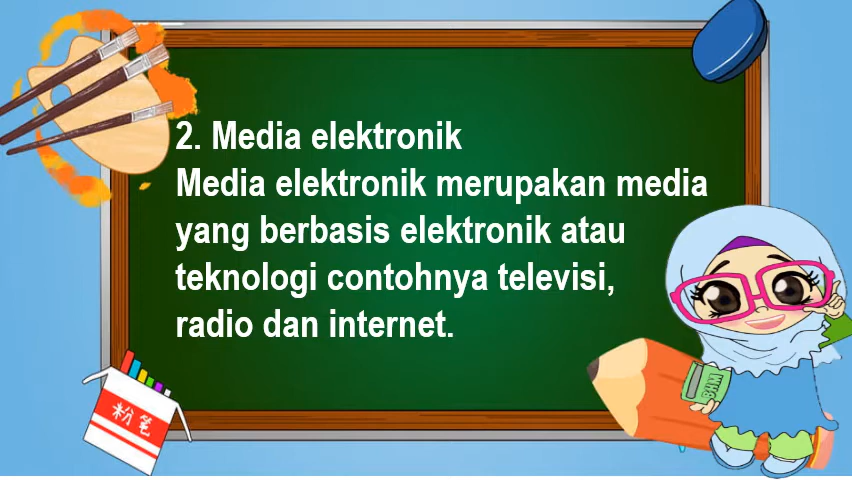 2. Media elektronik
Media elektronik merupakan media
yang berbasis elektronik atau
teknologi contohnya televisi,
radio dan internet.
粉笔
BHM